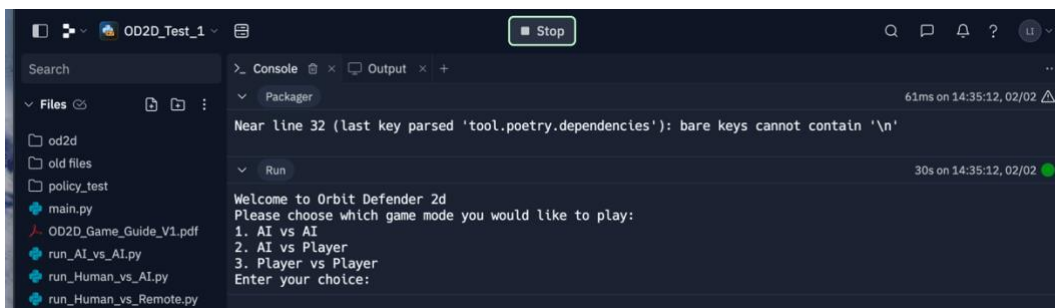 OD2D_Test_1
Stop
LI
Search
>_ Console
Output
Files
Packager
61ms on 14:35:12, 02/02
Near line 32 (last key parsed 'tool.poetry.dependencies'): bare keys cannot contain '\n'
od2d
old files
policy_test
main.py
OD2D_Game_Guide_V1.pdf
run_AI_vs_AI.py
run_Human_vs_AI.py
run_Human_vs_Remote.py
Run
30s on 14:35:12, 02/02
Welcome to Orbit Defender 2d
Please choose which game mode you would like to play:
1. AI vs AI
2. AI vs Player
3. Player vs Player
Enter your choice: